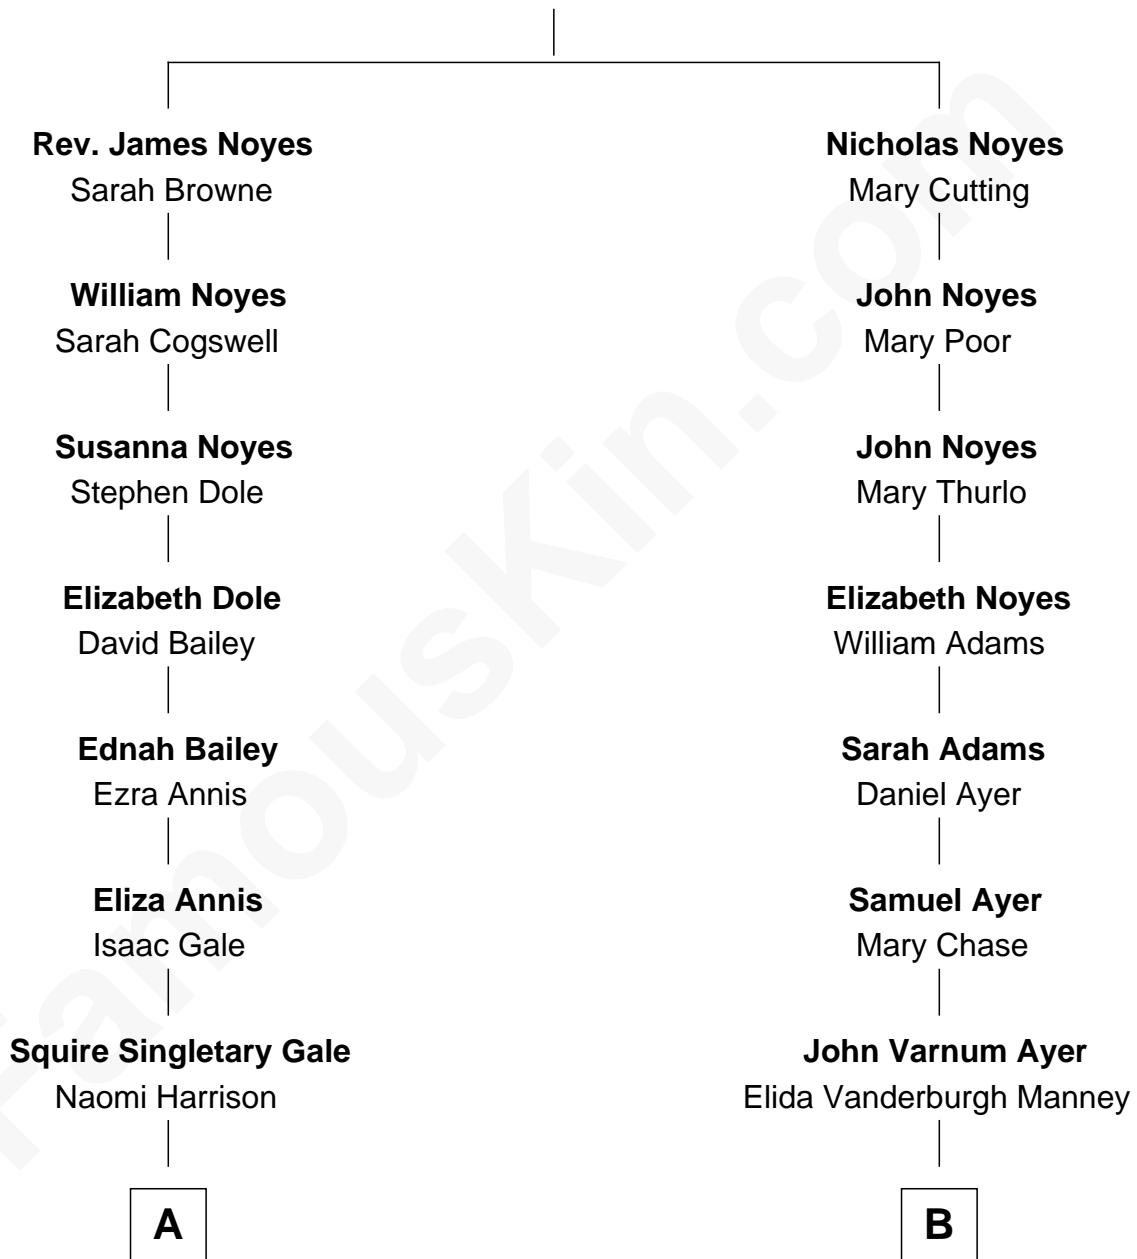 Rev. James Noyes
Sarah Browne
William Noyes
Sarah Cogswell
Susanna Noyes
Stephen Dole
Elizabeth Dole
David Bailey
Ednah Bailey
Ezra Annis
Eliza Annis
Isaac Gale
Squire Singletary Gale
Naomi Harrison
A
Nicholas Noyes
Mary Cutting
John Noyes
Mary Poor
John Noyes
Mary Thurlo
Elizabeth Noyes
William Adams
Sarah Adams
Daniel Ayer
Samuel Ayer
Mary Chase
John Varnum Ayer
Elida Vanderburgh Manney
B
FamousKin.com